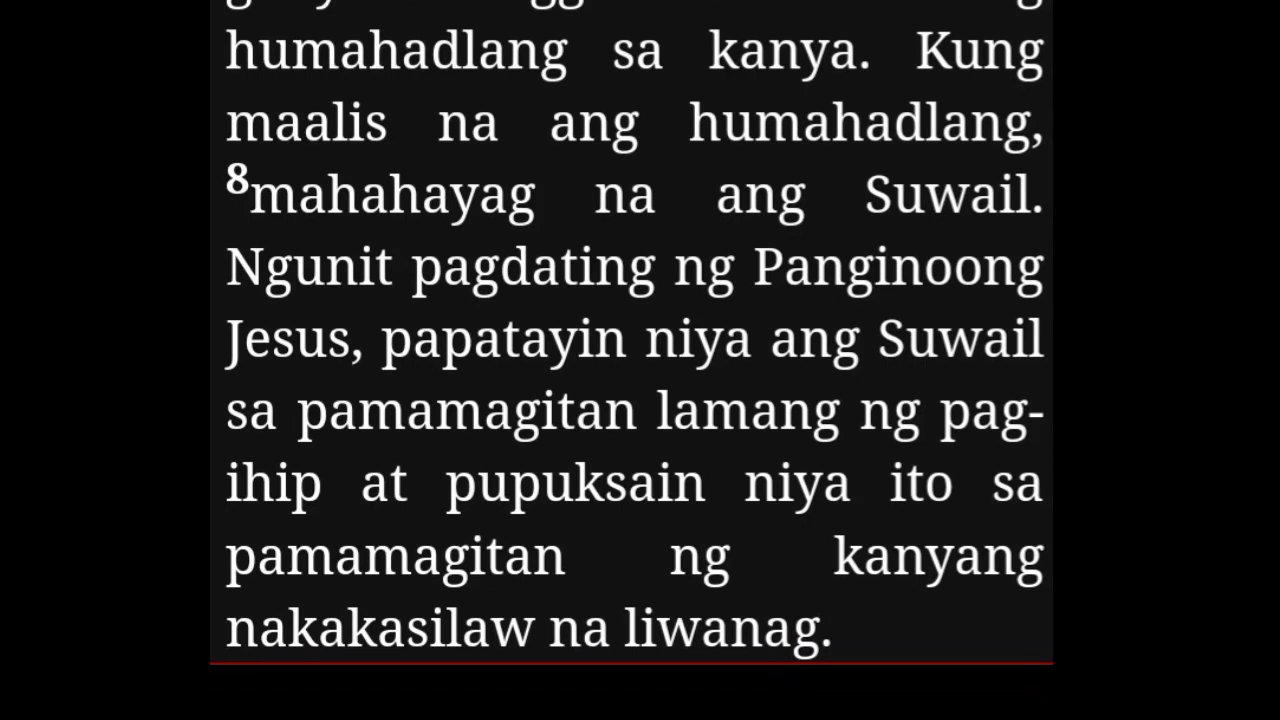 humahadlang sa kanya. Kung
maalis na ang humahadlang,
8mahahayag na ang Suwail.
Ngunit pagdating ng Panginoong
Jesus, papatayin niya ang Suwail
sa pamamagitan lamang ng pag-
ihip at pupuksain niya ito sa
pamamagitan ng kanyang
nakakasilaw na liwanag.